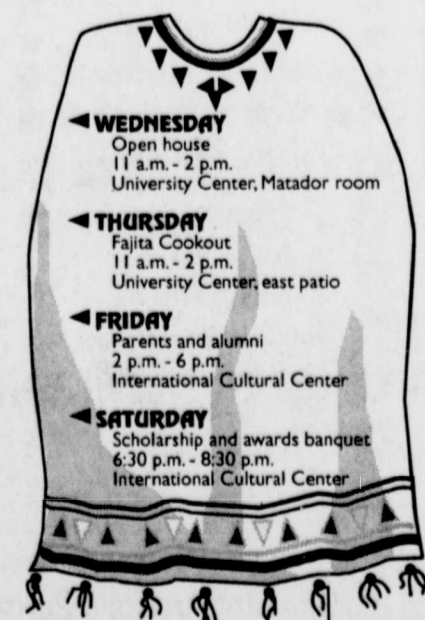 WEDNESDAY
Open house
11 a.m. - 2 p.m.
University Center, Matador room
THURSDAY
Fajita Cookout
11 a.m. - 2 p.m.
University Center, east patio
FRIDAY
Parents and alumni
2 p.m. - 6 p.m.
International Cultural Center
SATURDAY
Scholarship and awards banquet
6:30 p.m. - 8:30 p.m.
International Cultural Center